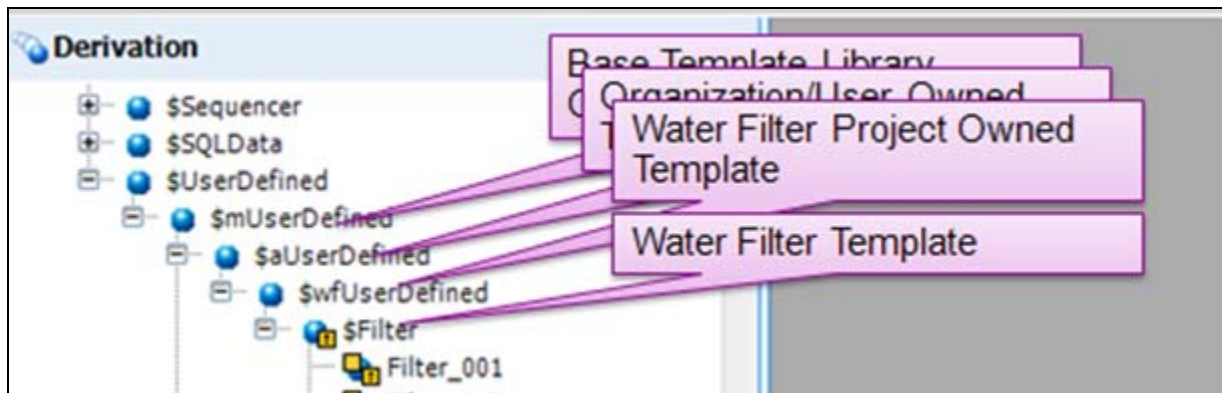 Derivation
Base Template Library
Organization/User Owned
Water Filter Project Owned
Template
Water Filter Template
$Sequencer
$SQLData
$UserDefined
$mUserDefined
$aUserDefined
$wfUserDefined
$Filter
Filter_001